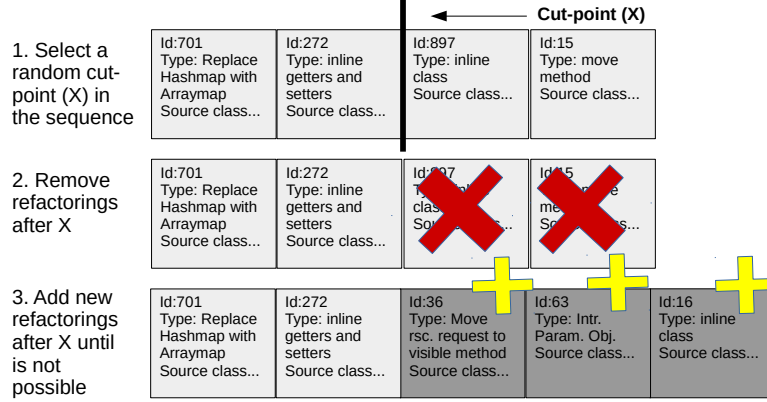 Cut-point (X)
1. Select a
random cut-
point (X) in
the sequence
Id:701
Type: Replace
Hashmap with
Arraymap
Source class...
Id:272
Type: inline
getters and
setters
Source class...
Id:897
Type: inline
class
Source class...
Id:15
Type: move
method
Source class...
2. Remove
refactorings
after X
Id:701
Type: Replace
Hashmap with
Arraymap
Source class...
Id:272
Type: inline
getters and
setters
Source class...
3. Add new
refactorings
after X until
is not
possible
Id:701
Type: Replace
Hashmap with
Arraymap
Source class...
Id:272
Type: inline
getters and
setters
Source class...
Id:36
Type: Move
rsc. request to
visible method
Source class...
Id:63
Type: Intr.
Param. Obj.
Source class...
Id:16
Type: inline
class
Source class...